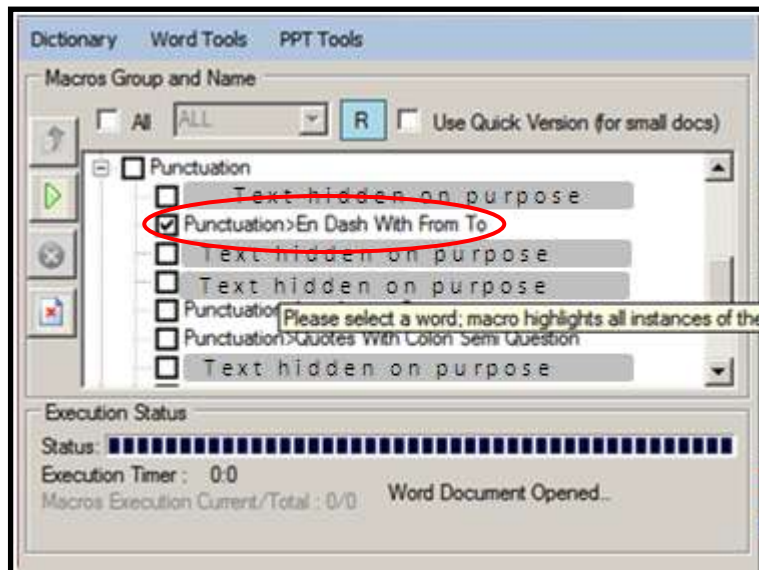 Dictionary Word Tools PPT Tools
Macros Group and Name
All ALL R Use Quick Version (for small docs)
Punctuation
Text hidden on purpose
Punctuation>En Dash With From To
Text hidden on purpose
Text hidden on purpose
Punctuation
Please select a word; macro highlights all instances of the
Punctuation>Quotes With Colon Semi Question
Text hidden on purpose
Execution Status
Status:
Execution Timer : 0:0
Macros Execution Current/Total : 0/0
Word Document Opened...